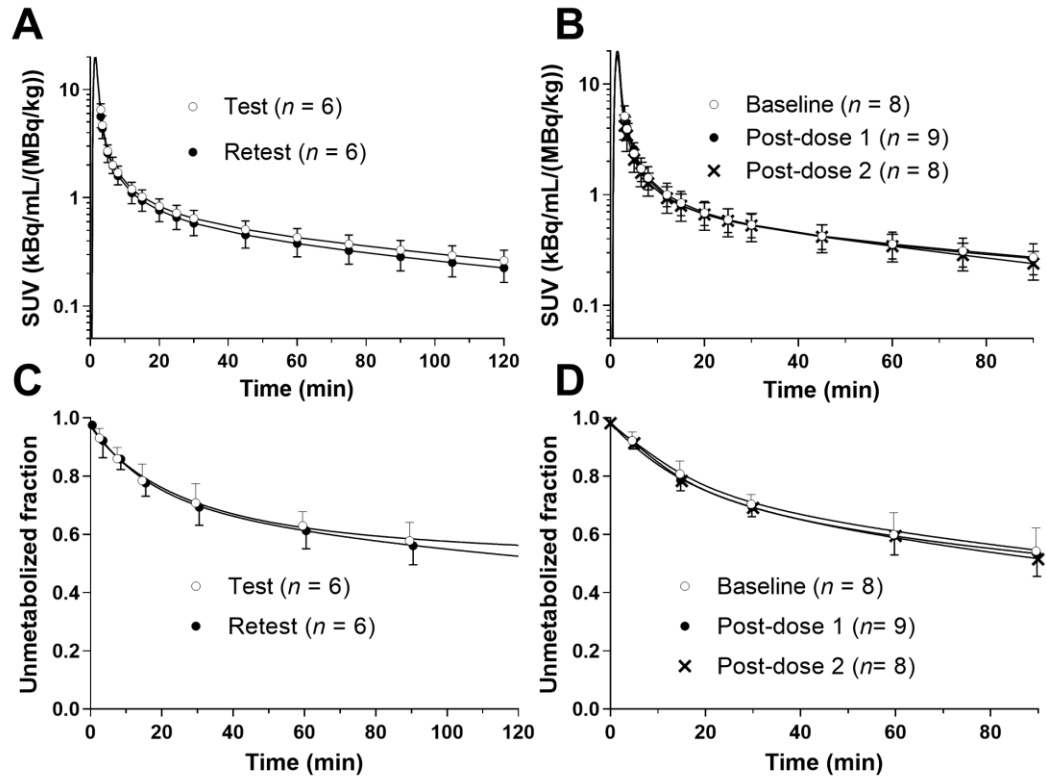 A
SUV (kBq/mL/(MBq/kg))
10
1
0.1
Test (n = 6)
Retest (n = 6)
0 20 40 60 80 100 120
Time (min)
B
SUV (kBq/mL/(MBq/kg))
10
1
0.1
Baseline (n = 8)
Post-dose 1 (n = 9)
Post-dose 2 (n = 8)
0 20 40 60 80
Time (min)
C
Unmetabolized fraction
1.0
0.8
0.6
0.4
0.2
0.0
Test (n = 6)
Retest (n = 6)
0 20 40 60 80 100 120
Time (min)
D
Unmetabolized fraction
1.0
0.8
0.6
0.4
0.2
0.0
Baseline (n = 8)
Post-dose 1 (n= 9)
Post-dose 2 (n= 8)
0 20 40 60 80
Time (min)